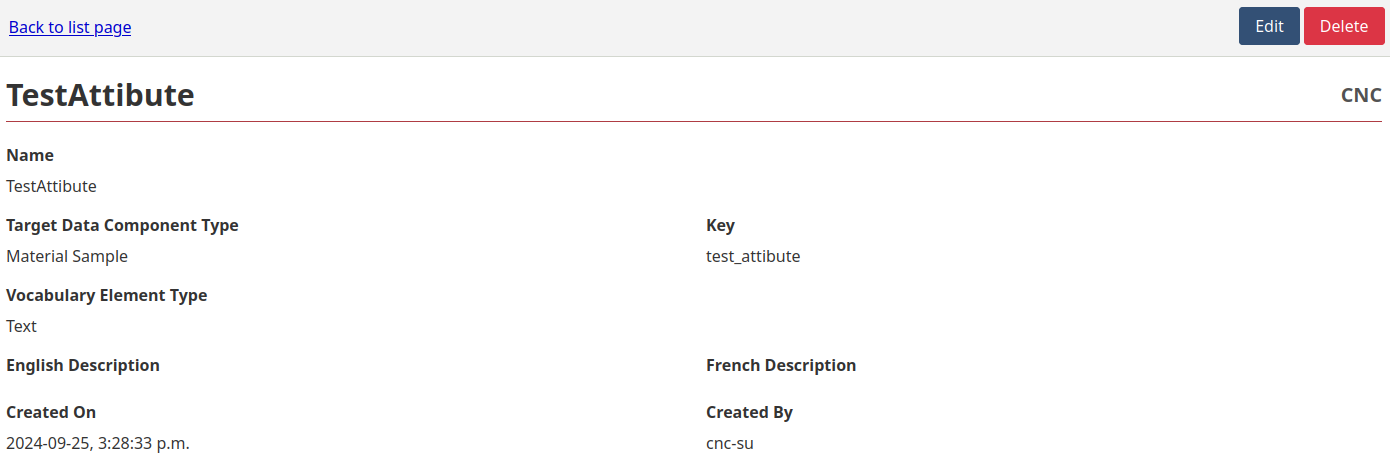 Back to list page
Edit
Delete
TestAttibute
CNC
Name
TestAttibute
Target Data Component Type
Key
Material Sample
test_attibute
Vocabulary Element Type
Text
English Description
French Description
Created On
Created By
2024-09-25, 3:28:33 p.m.
cnc-su